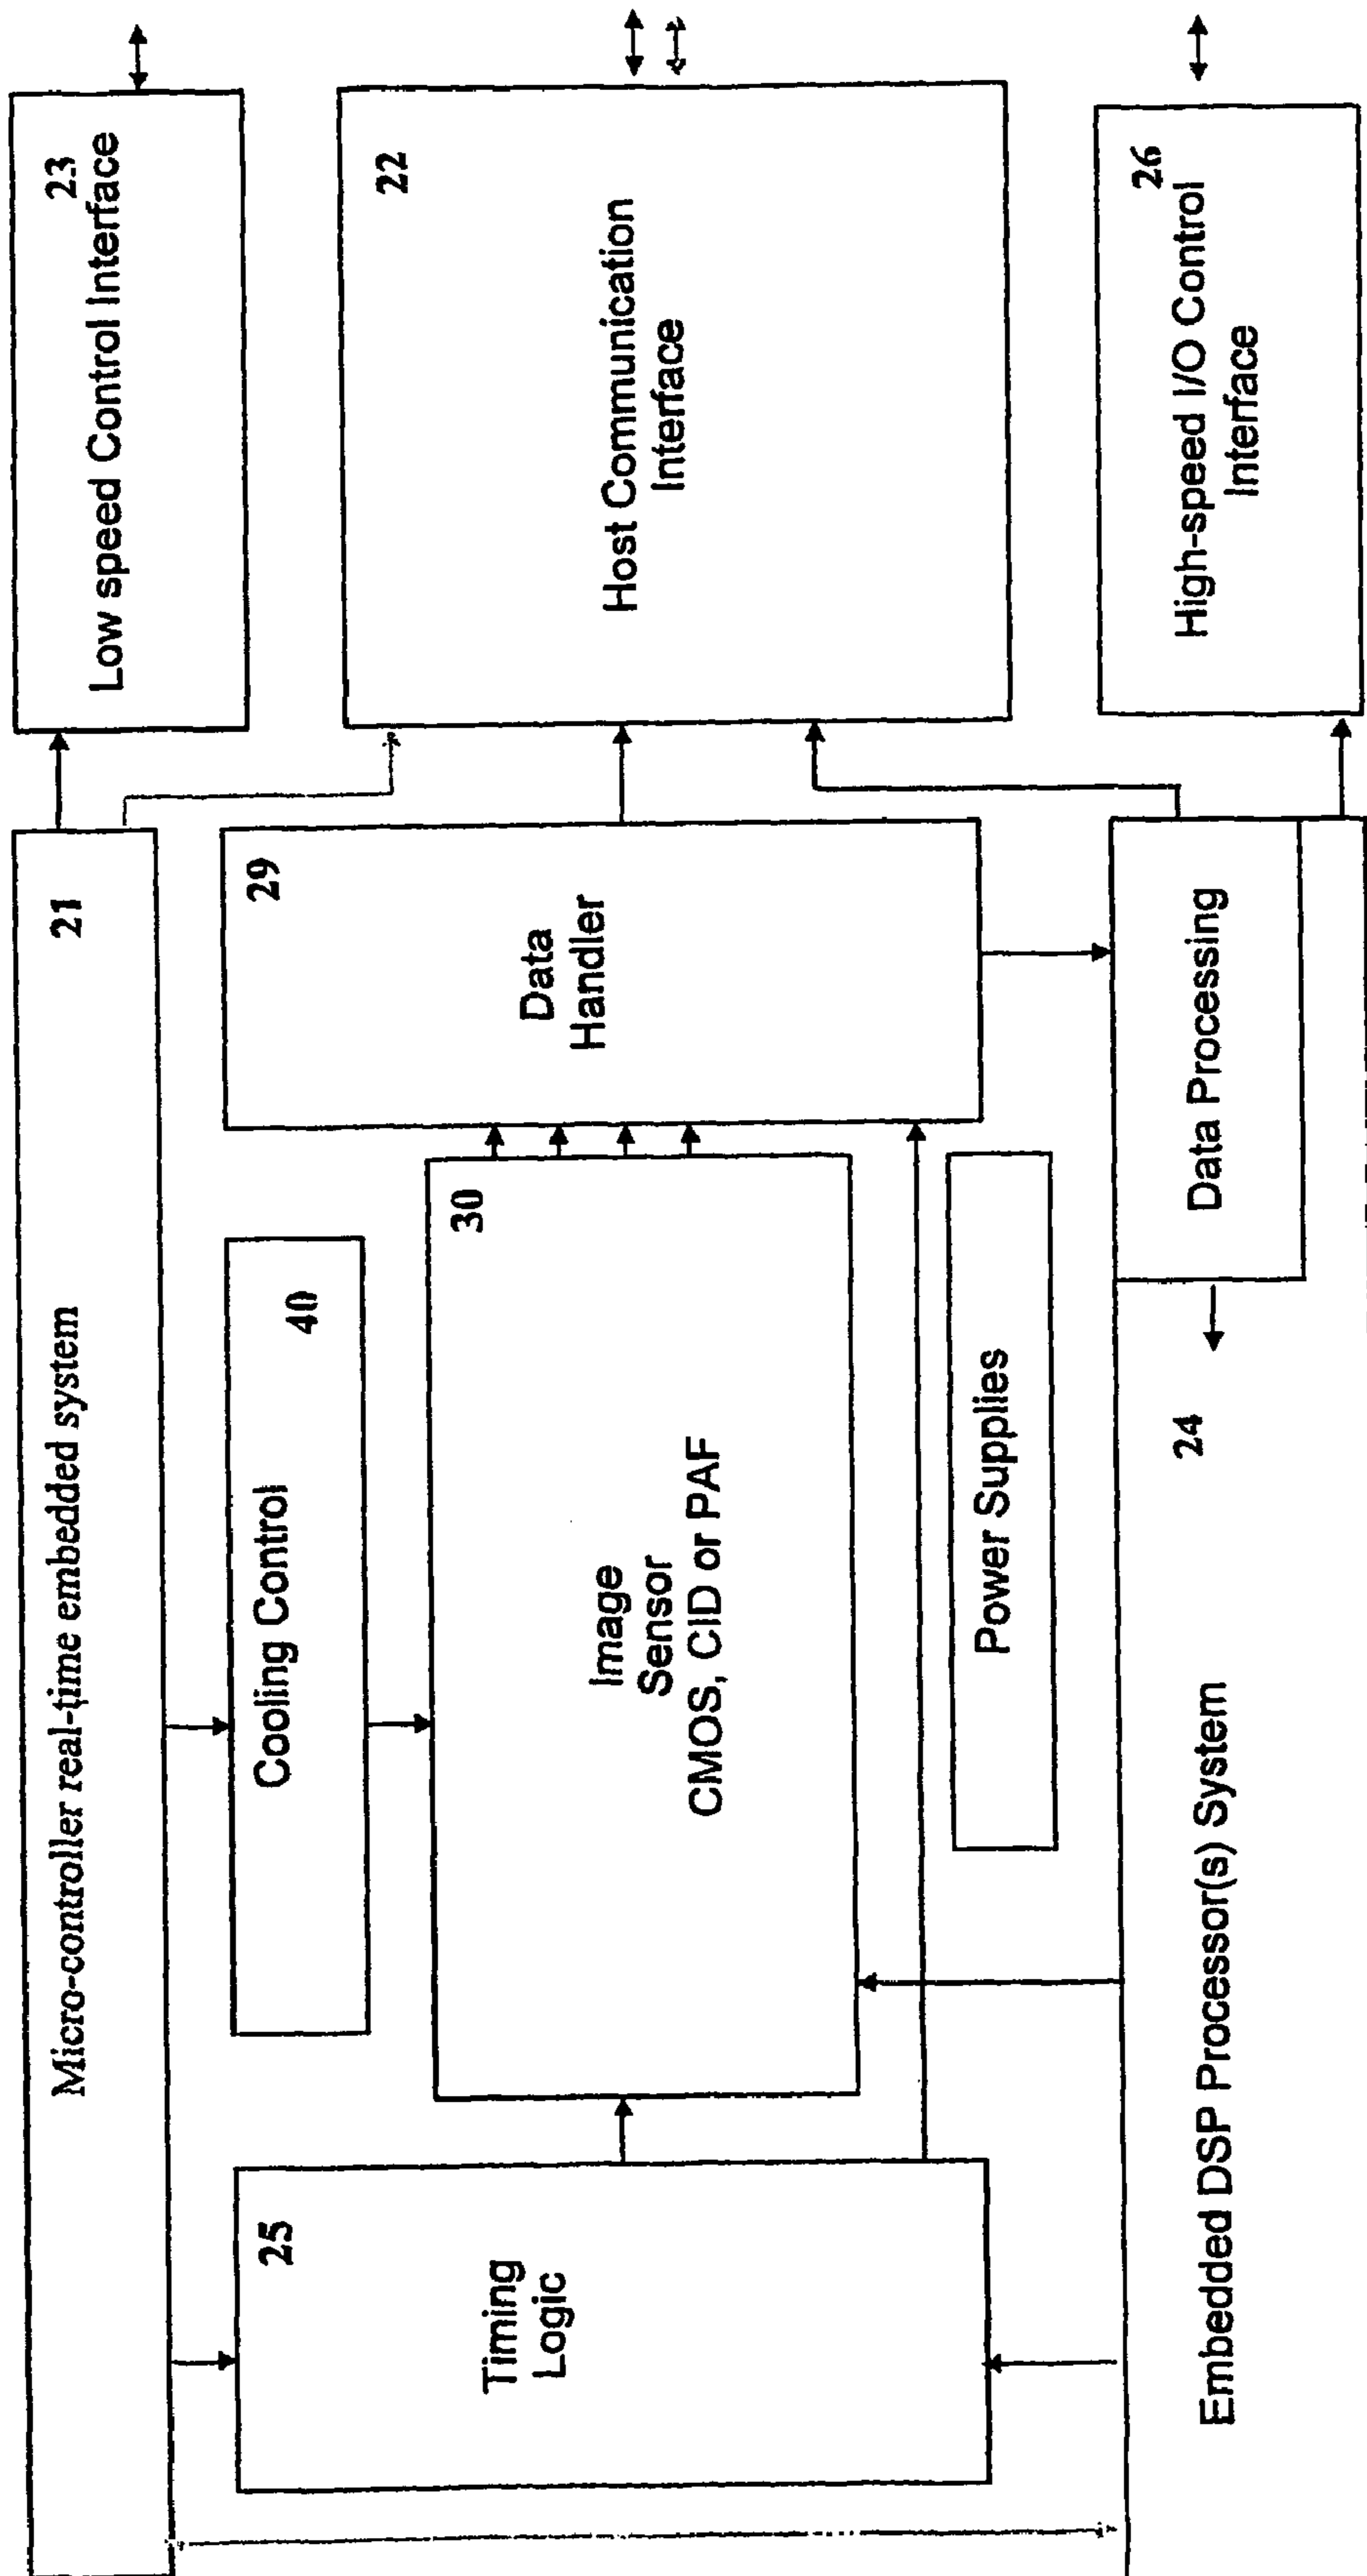 Micro-controller real-time embedded system
21
23
Low speed Control Interface
Cooling Control
40
25
Timing
Logic
30
Image
Sensor
CMOS, CID or PAF
29
Data
Handler
22
Host Communication
Interface
Power Supplies
Embedded DSP Processor(s) System
24
Data Processing
26
High-speed I/O Control
Interface